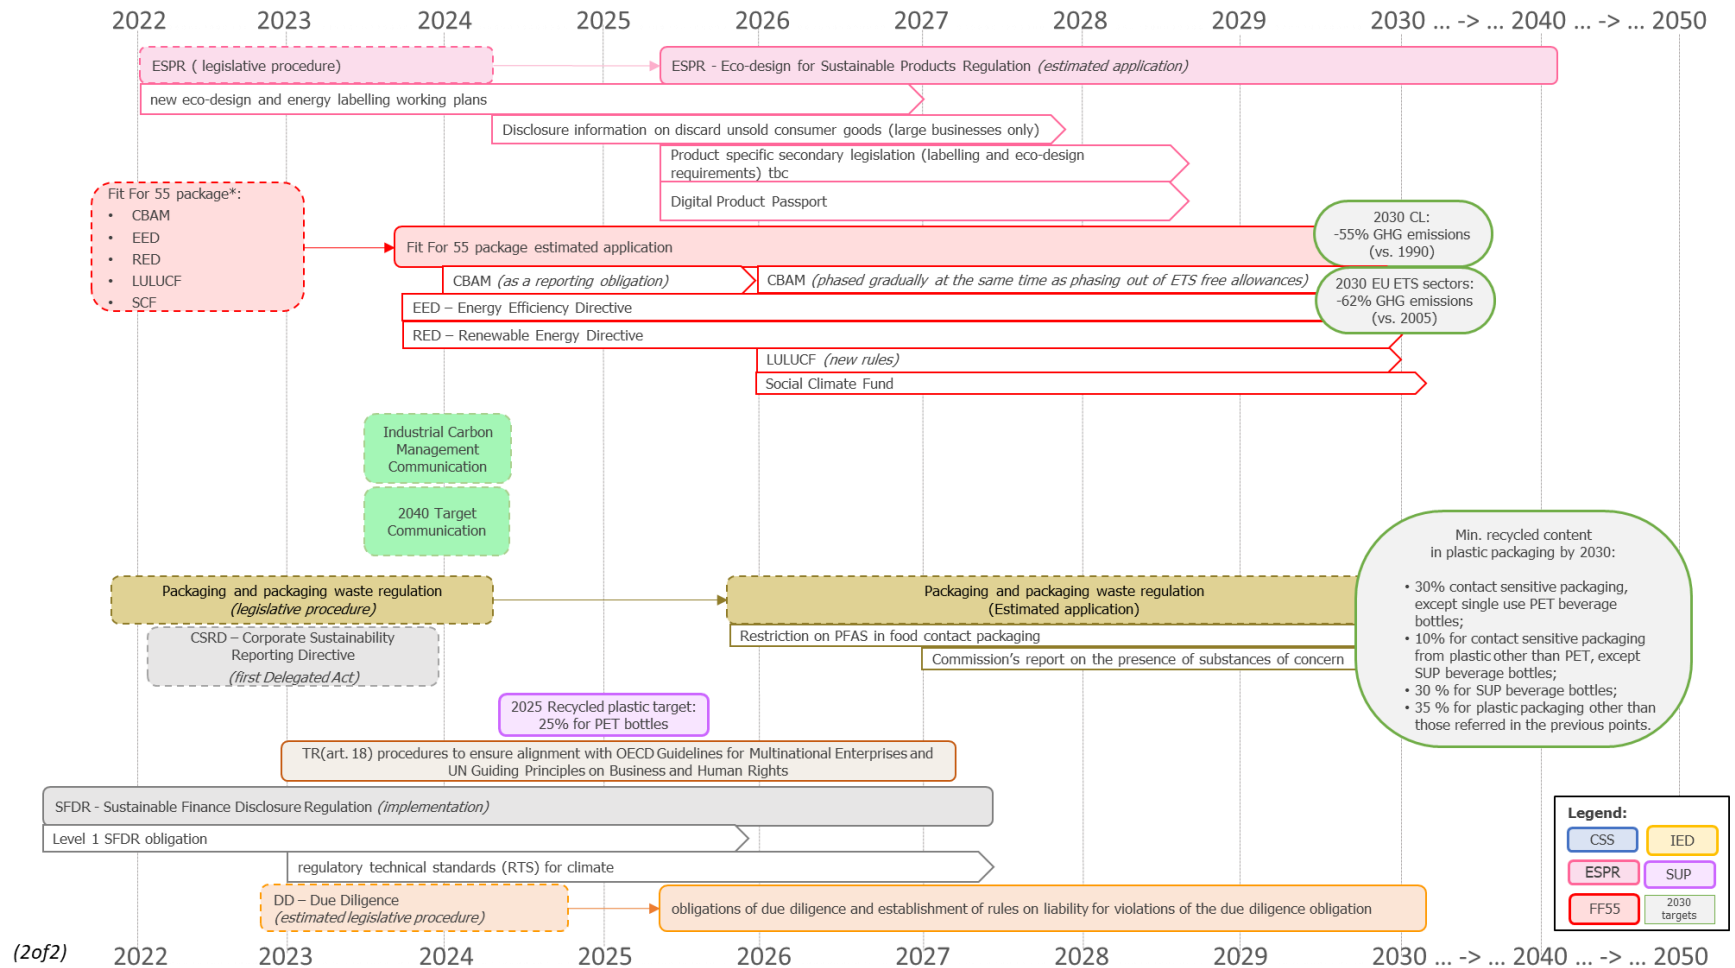 2022 2023 2024 2025 2026 2027 2028 2029 2030 ... -> ... 2040 ... -> ... 2050
ESPR ( legislative procedure)
ESPR - Eco-design for Sustainable Products Regulation (estimated application)
new eco-design and energy labelling working plans
Disclosure information on discard unsold consumer goods (large businesses only)
Product specific secondary legislation (labelling and eco-design
requirements) tbc
Digital Product Passport
Fit For 55 package*:
• CBAM
• EED
• RED
• LULUCF
• SCF
Fit For 55 package estimated application
2030 CL:
-55% GHG emissions
(vs. 1990)
CBAM (as a reporting obligation)
CBAM (phased gradually at the same time as phasing out of ETS free allowances)
2030 EU ETS sectors:
-62% GHG emissions
(vs. 2005)
EED – Energy Efficiency Directive
RED – Renewable Energy Directive
LULUCF (new rules)
Social Climate Fund
Industrial Carbon
Management
Communication
2040 Target
Communication
Packaging and packaging waste regulation
(legislative procedure)
Packaging and packaging waste regulation
(Estimated application)
Restriction on PFAS in food contact packaging
Commission's report on the presence of substances of concern
Min. recycled content
in plastic packaging by 2030:
• 30% contact sensitive packaging,
except single use PET beverage
bottles;
• 10% for contact sensitive packaging
from plastic other than PET, except
SUP beverage bottles;
• 30 % for SUP beverage bottles;
• 35 % for plastic packaging other than
those referred in the previous points.
CSRD – Corporate Sustainability
Reporting Directive
(first Delegated Act)
2025 Recycled plastic target:
25% for PET bottles
TR(art. 18) procedures to ensure alignment with OECD Guidelines for Multinational Enterprises and
UN Guiding Principles on Business and Human Rights
SFDR - Sustainable Finance Disclosure Regulation (implementation)
Level 1 SFDR obligation
regulatory technical standards (RTS) for climate
DD – Due Diligence
(estimated legislative procedure)
obligations of due diligence and establishment of rules on liability for violations of the due diligence obligation
Legend:
CSS IED
ESPR SUP
FF55 2030
targets
(2of2)
2022 2023 2024 2025 2026 2027 2028 2029 2030 ... -> ... 2040 ... -> ... 2050